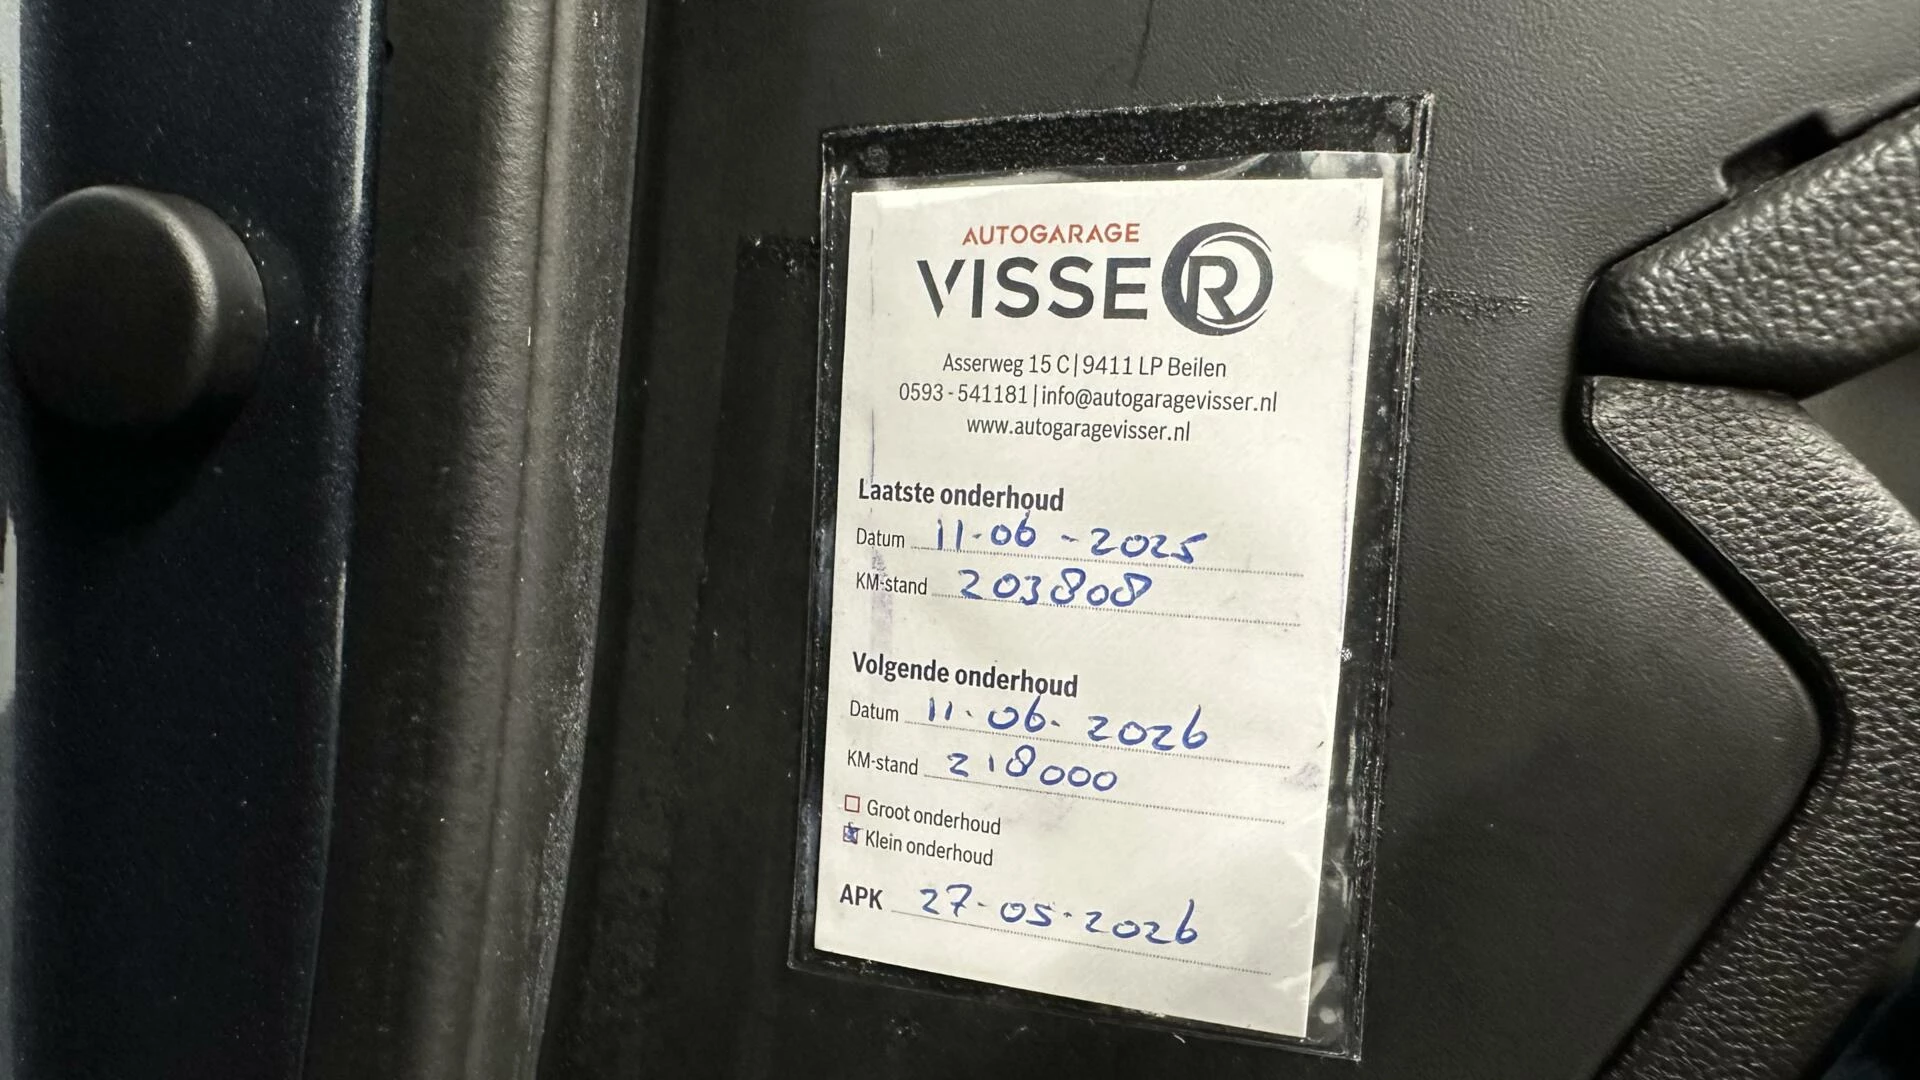 AUTOGARAGE
VISSER
Asserweg 15 C | 9411 LP Beilen
0593 - 541181 | info@autogaragevisser.nl
www.autogaragevisser.nl
Laatste onderhoud
Datum 11-06-2025
KM-stand 203808
Volgende onderhoud
Datum 11-06-2026
KM-stand 218000
Groot onderhoud
Klein onderhoud
APK 27-05-2026